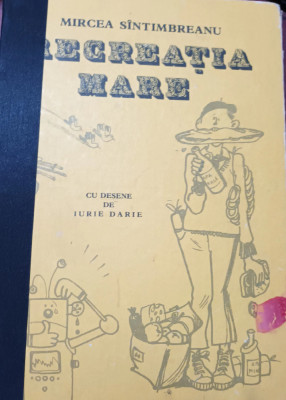 MIRCEA SÎNTIMBREANU
RECREAȚIA
MARE
CU DESENE
DE
IURIE DARIE